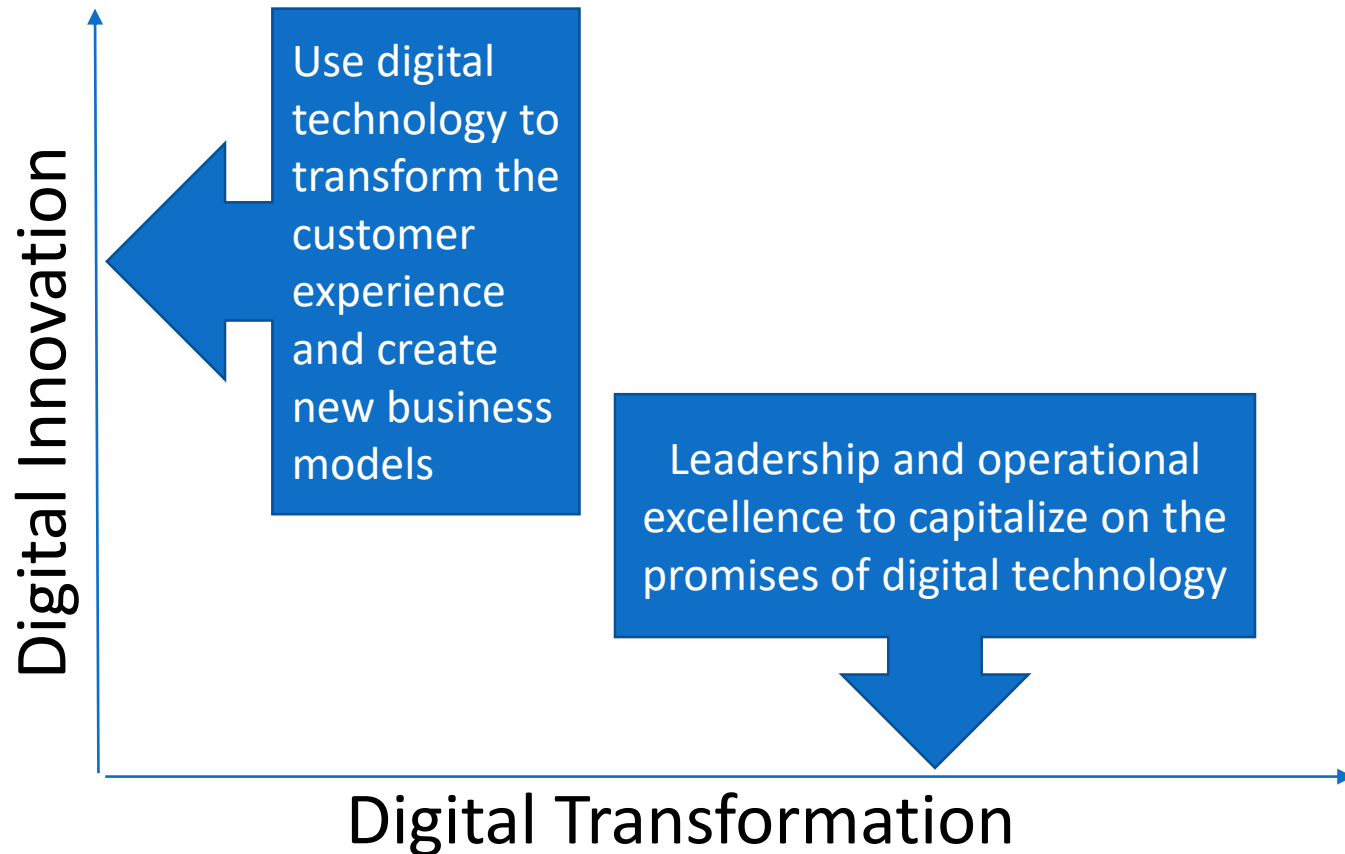 Digital Innovation
Use digital
technology to
transform the
customer
experience
and create
new business
models
Leadership and operational
excellence to capitalize on the
promises of digital technology
Digital Transformation